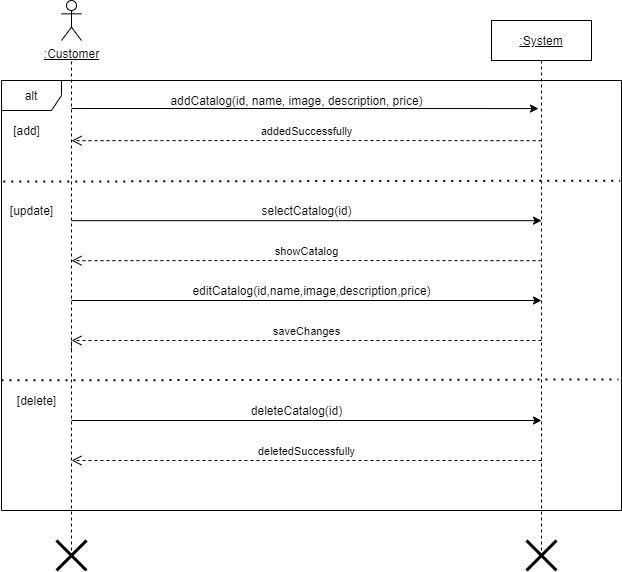 :Customer
:System
alt
addCatalog(id, name, image, description, price)
[add]
addedSuccessfully
[update]
selectCatalog(id)
showCatalog
editCatalog(id,name,image,description,price)
saveChanges
[delete]
deleteCatalog(id)
deletedSuccessfully